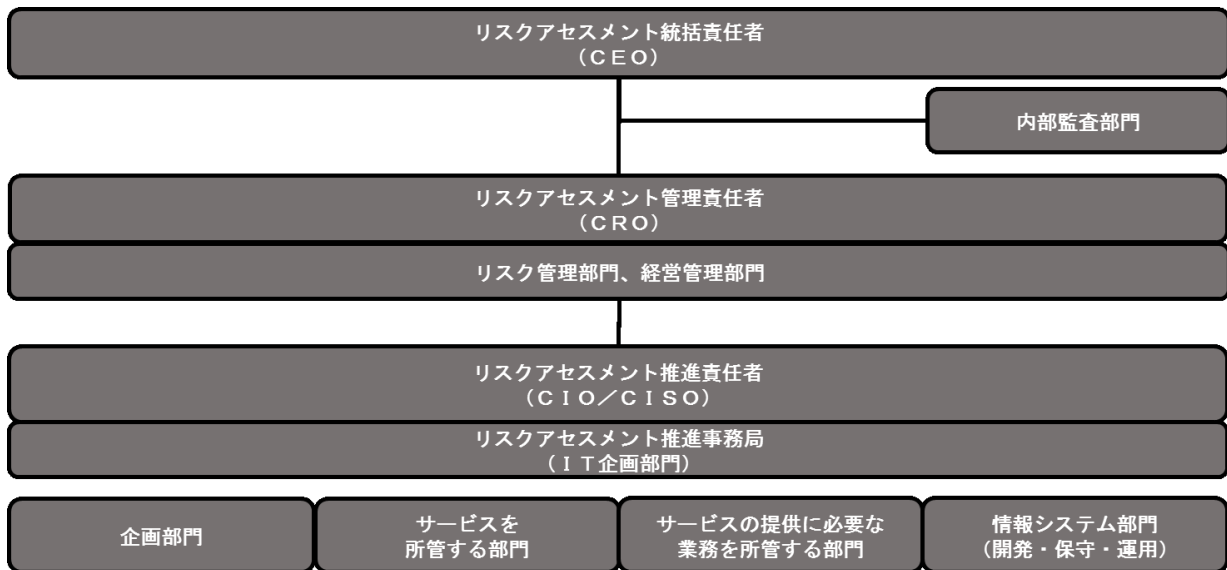 リスクアセスメント統括責任者
（ＣＥＯ）
内部監査部門
リスクアセスメント管理責任者
（ＣＲＯ）
リスク管理部門、経営管理部門
リスクアセスメント推進責任者
（ＣＩＯ／ＣＩＳＯ）
リスクアセスメント推進事務局
（ＩＴ企画部門）
企画部門
サービスを
所管する部門
サービスの提供に必要な
業務を所管する部門
情報システム部門
（開発・保守・運用）